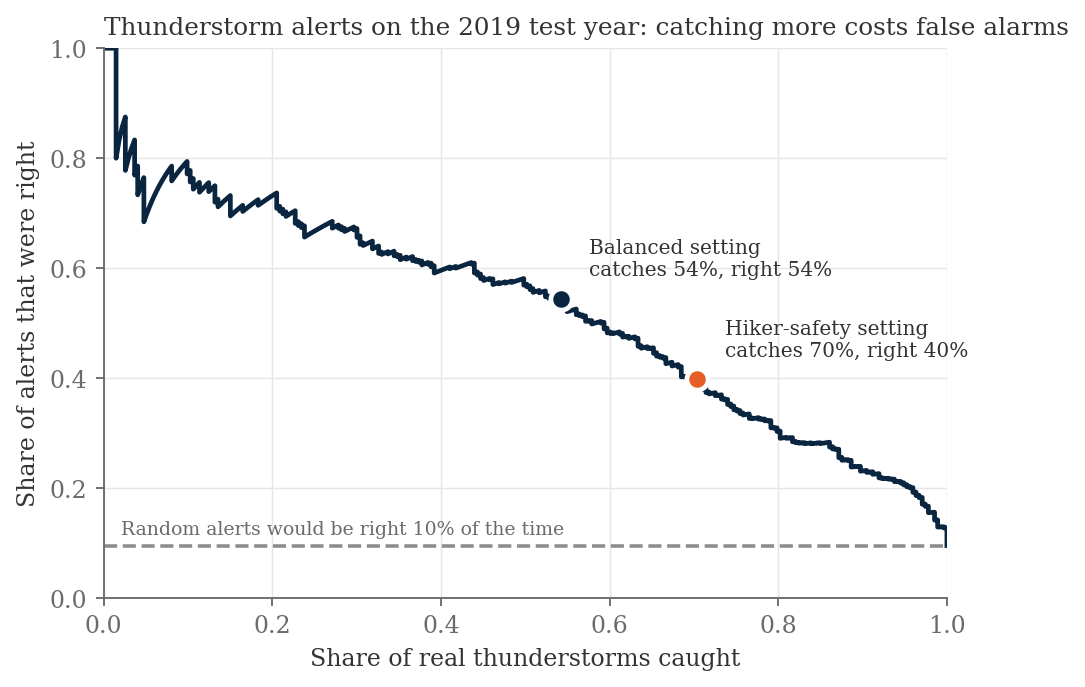 Thunderstorm alerts on the 2019 test year: catching more costs false alarms
Share of alerts that were right
1.0
0.8
0.6
0.4
0.2
0.0
Balanced setting
catches 54%, right 54%
Hiker-safety setting
catches 70%, right 40%
Random alerts would be right 10% of the time
0.0 0.2 0.4 0.6 0.8 1.0
Share of real thunderstorms caught